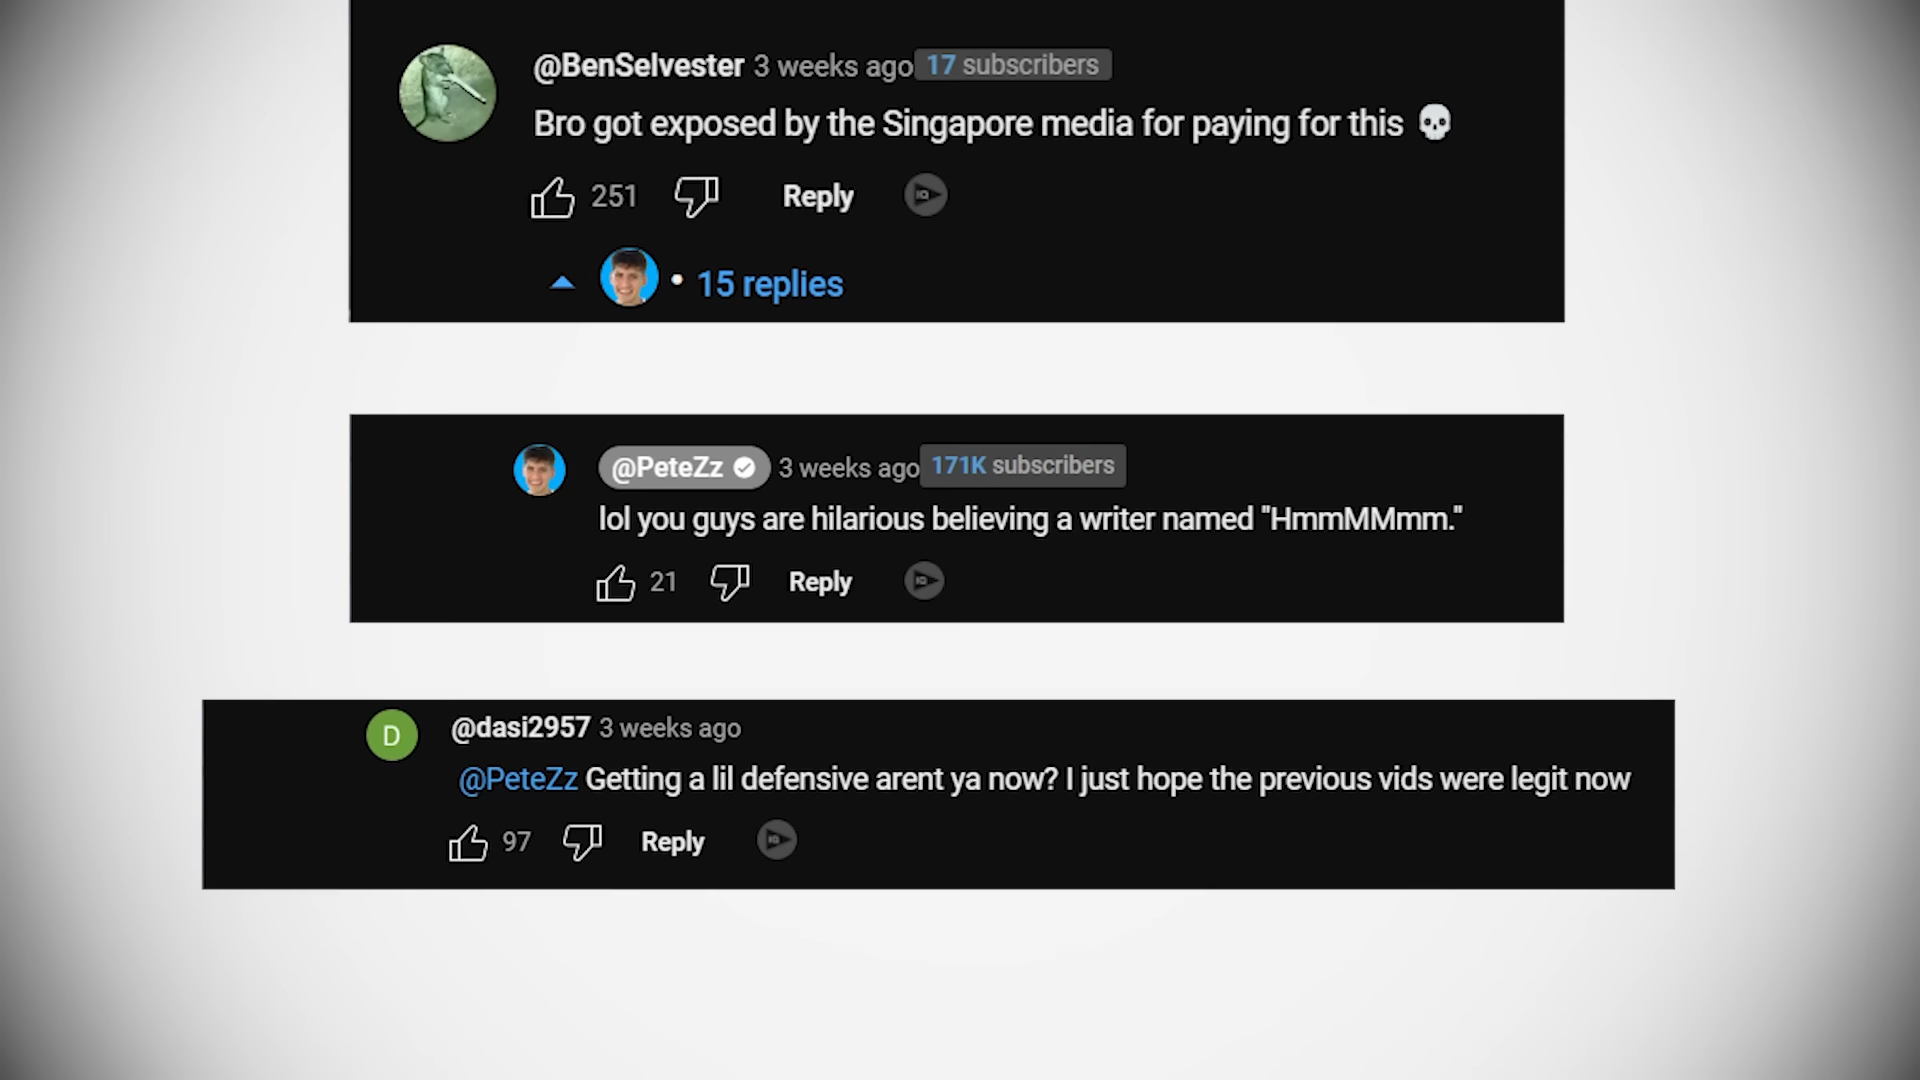 @BenSelvester 3 weeks ago 17 subscribers
Bro got exposed by the Singapore media for paying for this 💀
251 Reply
15 replies
@PeteZz 3 weeks ago 171K subscribers
lol you guys are hilarious believing a writer named "HmmMMmm."
21 Reply
D @dasi2957 3 weeks ago
@PeteZz Getting a lil defensive arent ya now? I just hope the previous vids were legit now
97 Reply